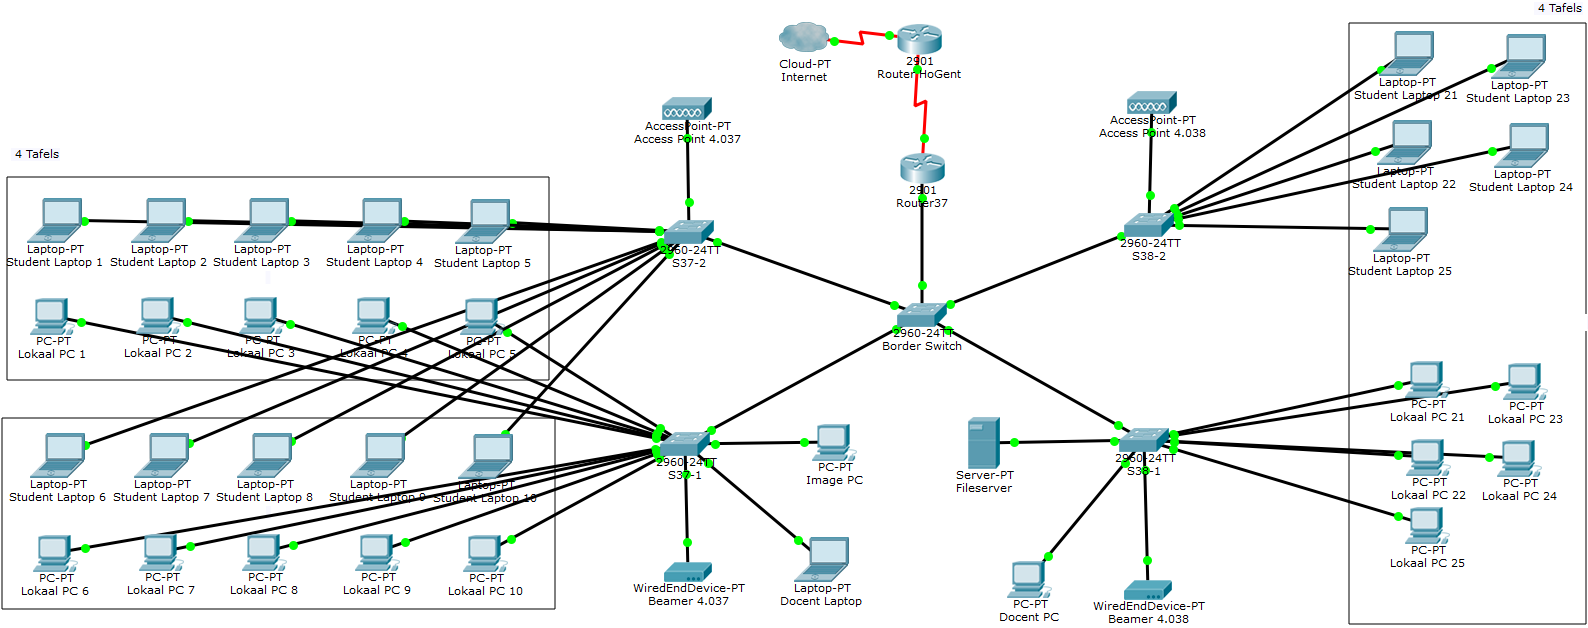 4 Tafels
Cloud-PT
Internet
2901
Router HoGent
AccessPoint-PT
Access Point 4.037
AccessPoint-PT
Access Point 4.038
Laptop-PT
Student Laptop 21
Laptop-PT
Student Laptop 23
4 Tafels
Laptop-PT
Student Laptop 22
Laptop-PT
Student Laptop 24
2901
Router37
Laptop-PT
Student Laptop 1
Laptop-PT
Student Laptop 2
Laptop-PT
Student Laptop 3
Laptop-PT
Student Laptop 4
Laptop-PT
Student Laptop 5
2960-24TT
S37-2
2960-24TT
S38-2
Laptop-PT
Student Laptop 25
PC-PT
Lokaal PC 1
PC-PT
Lokaal PC 2
PC-PT
Lokaal PC 3
PC-PT
Lokaal PC 4
PC-PT
Lokaal PC 5
2960-24TT
Border Switch
PC-PT
Lokaal PC 21
PC-PT
Lokaal PC 23
Laptop-PT
Student Laptop 6
Laptop-PT
Student Laptop 7
Laptop-PT
Student Laptop 8
Laptop-PT
Student Laptop 9
Laptop-PT
Student Laptop 10
2960-24TT
S37-1
PC-PT
Image PC
Server-PT
Fileserver
2960-24TT
S38-1
PC-PT
Lokaal PC 22
PC-PT
Lokaal PC 24
PC-PT
Lokaal PC 25
PC-PT
Lokaal PC 6
PC-PT
Lokaal PC 7
PC-PT
Lokaal PC 8
PC-PT
Lokaal PC 9
PC-PT
Lokaal PC 10
WiredEndDevice-PT
Beamer 4.037
Laptop-PT
Docent Laptop
PC-PT
Docent PC
WiredEndDevice-PT
Beamer 4.038